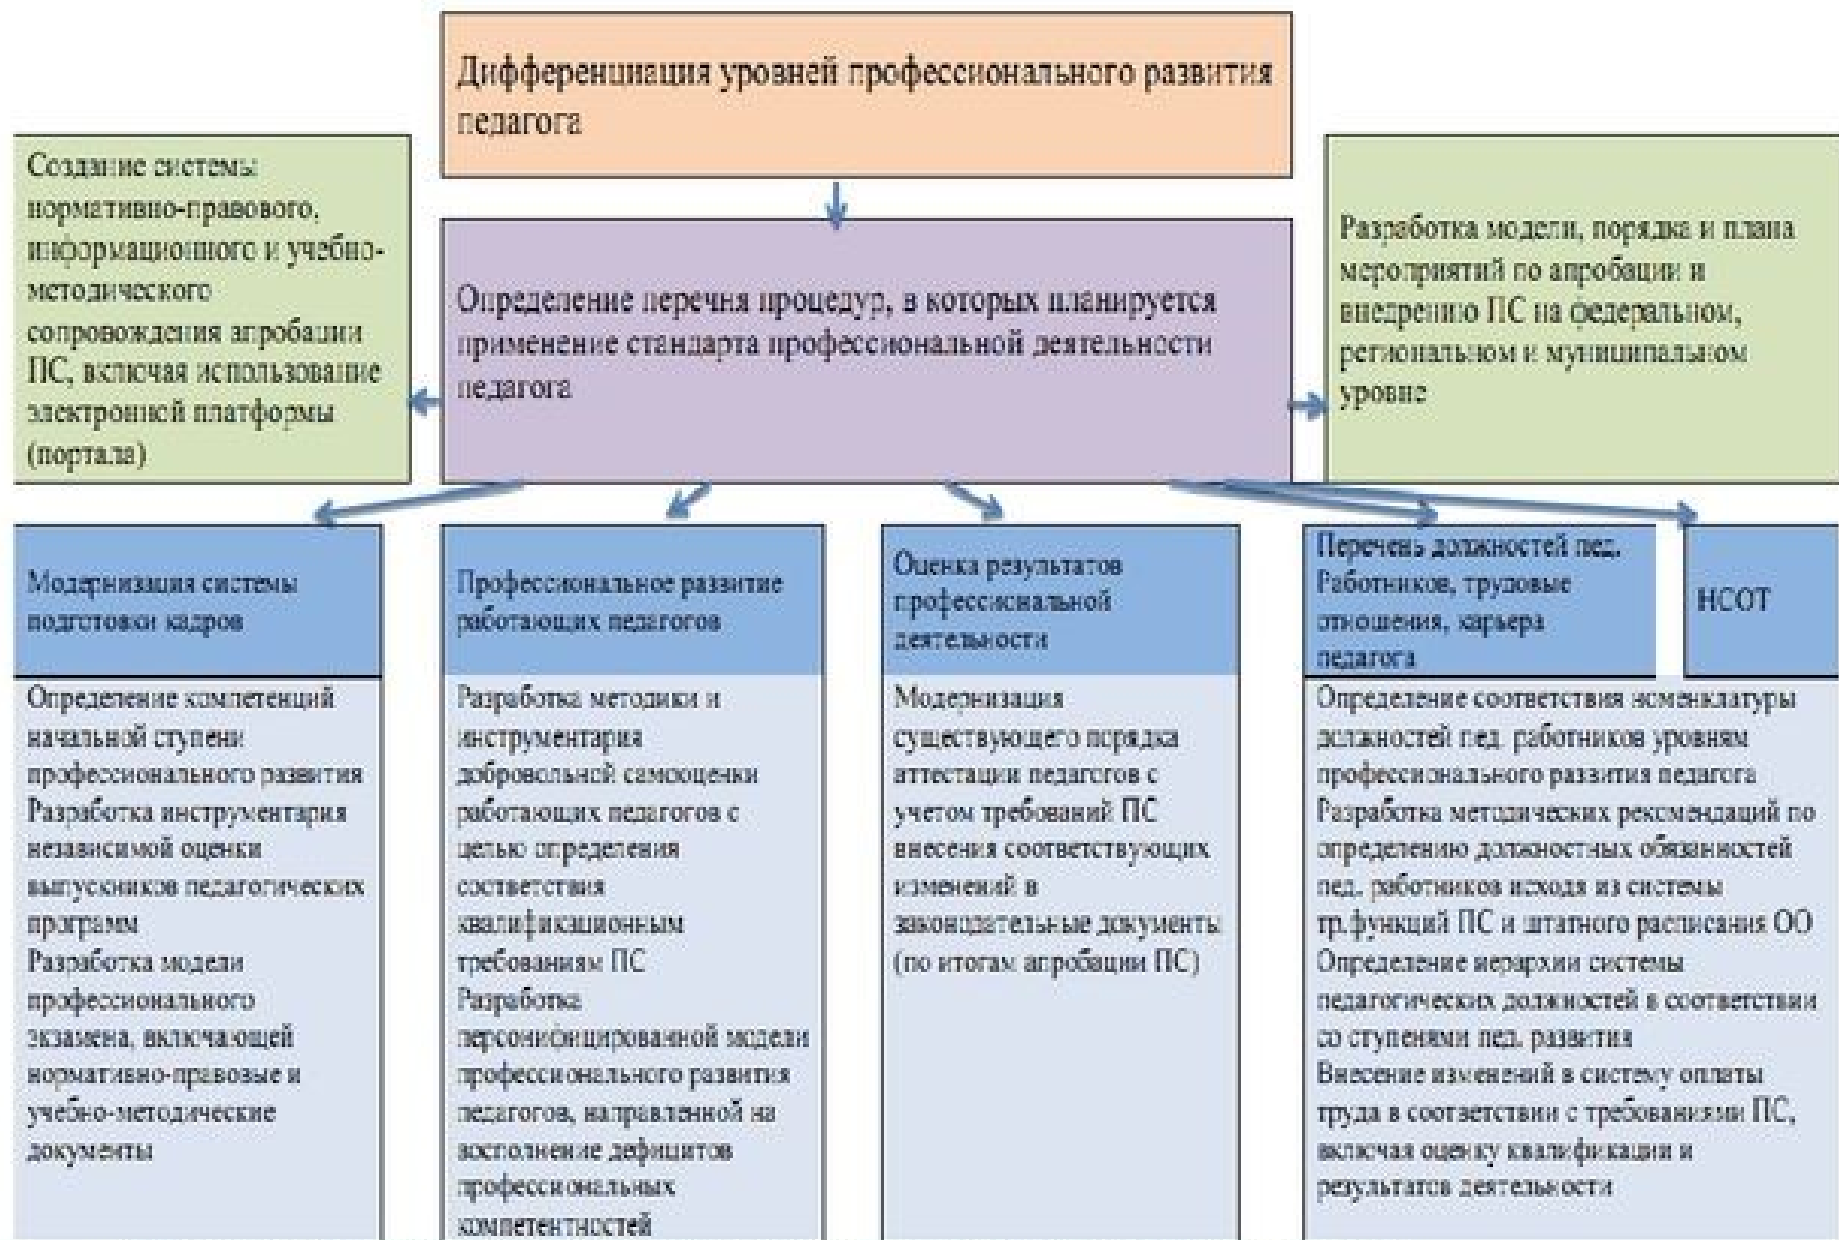 Дифференциация уровней профессионального развития
педагога
Создание системы
нормативно-правового,
информационного и учебно-
методического
сопровождения апробации
ПС, включая использование
электронной платформы
(портала)
Определение перечня процедур, в которых планируется
применение стандарта профессиональной деятельности
педагога
Разработка модели, порядка и плана
мероприятий по апробации и
внедрению ПС на федеральном,
региональном и муниципальном
уровне
Модернизация системы
подготовки кадров
Определение компетенций
начальной ступени
профессионального развития
Разработка инструментария
независимой оценки
выпускников педагогических
программ
Разработка модели
профессионального
экзамена, включающей
нормативно-правовые и
учебно-методические
документы
Профессиональное развитие
работающих педагогов
Разработка методики и
инструментария
добровольной самооценки
работающих педагогов с
целью определения
соответствия
квалификационным
требованиям ПС
Разработка
персонифицированной модели
профессионального развития
педагогов, направленной на
восполнение дефицитов
профессиональных
компетентностей
Оценка результатов
профессиональной
деятельности
Модернизация
существующего порядка
аттестации педагогов с
учетом требований ПС
внесения соответствующих
изменений в
законодательные документы
(по итогам апробации ПС)
Перечень должностей пед.
Работников, трудовые
отношения, карьера
педагога
НСОТ
Определение соответствия номенклатуры
должностей пед. работников уровням
профессионального развития педагога
Разработка методических рекомендаций по
определению должностных обязанностей
пед. работников исходя из системы
тр.функций ПС и штатного расписания ОО
Определение иерархии системы
педагогических должностей в соответствии
со ступенями пед. развития
Внесение изменений в систему оплаты
труда в соответствии с требованиями ПС,
включая оценку квалификации и
результатов деятельности